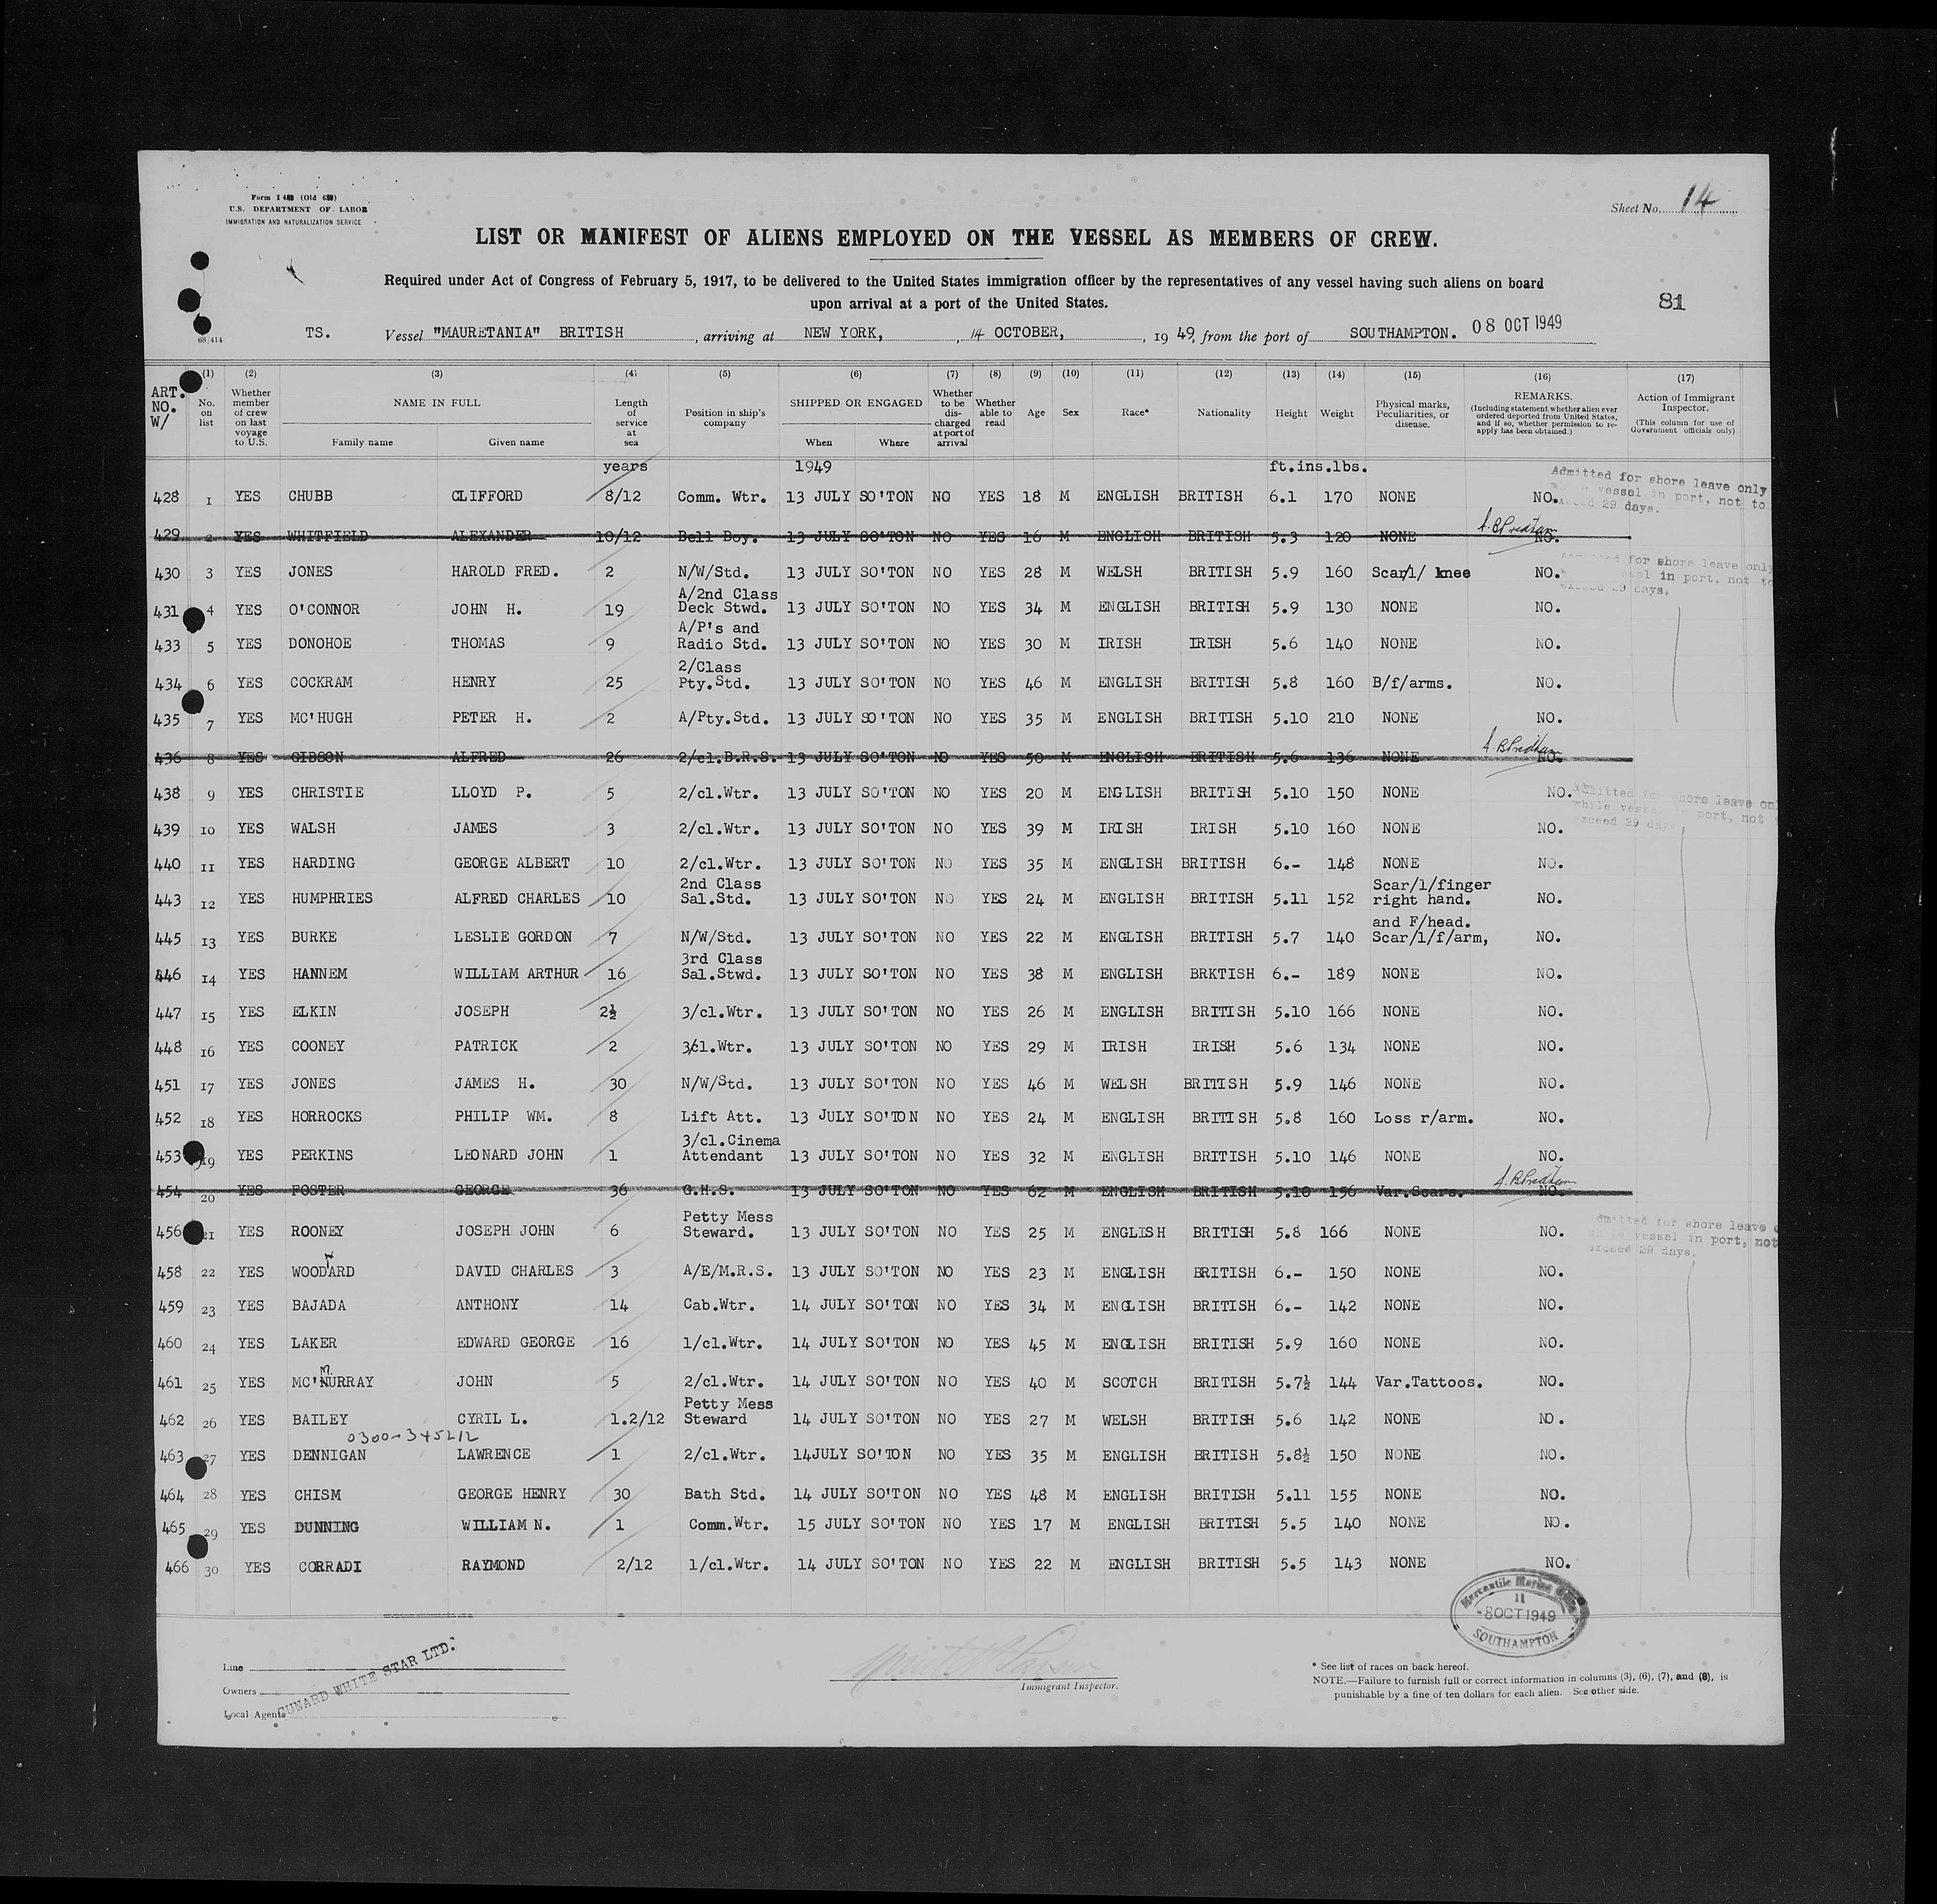 Form I 480 (Old 680)
U.S. DEPARTMENT OF LABOR
IMMIGRATION AND NATURALIZATION SERVICE
Sheet No. 14
LIST OR MANIFEST OF ALIENS EMPLOYED ON THE VESSEL AS MEMBERS OF CREW.
Required under Act of Congress of February 5, 1917, to be delivered to the United States immigration officer by the representatives of any vessel having such aliens on board
upon arrival at a port of the United States.
81
68/414
TS. Vessel "MAURETANIA" BRITISH, arriving at NEW YORK, 14 OCTOBER, 1949, from the port of SOUTHAMPTON. 08 OCT 1949
ART. NO. W/ (1) No. on list (2) Whether member of crew on last voyage to U.S. (3) NAME IN FULL Family name Given name (4) Length of service at sea (5) Position in ship's company (6) SHIPPED OR ENGAGED When Where (7) Whether to be discharged at port of arrival (8) Whether able to read (9) Age (10) Sex (11) Race* (12) Nationality (13) Height (14) Weight (15) Physical marks, Peculiarities, or disease. (16) REMARKS. (Including statement whether alien ever ordered deported from United States, and if so, whether permission to re-apply has been obtained.) (17) Action of Immigrant Inspector. (This column for use of Government officials only)
years 1949 ft.ins.lbs.
428 1 YES CHUBB CLIFFORD 8/12 Comm. Wtr. 13 JULY SO'TON NO YES 18 M ENGLISH BRITISH 6.1 170 NONE NO.
Admitted for shore leave only
vessel in port, not to
29 days.
429 2 YES WHITFIELD ALEXANDER 10/12 Bell Boy. 13 JULY SO'TON NO YES 16 M ENGLISH BRITISH 5.3 120 NONE NO.
430 3 YES JONES HAROLD FRED. 2 N/W/Std. 13 JULY SO'TON NO YES 28 M WELSH BRITISH 5.9 160 Scar/l/ knee NO.
for shore leave only
in port, not to
days.
431 4 YES O'CONNOR JOHN H. 19 A/2nd Class Deck Stwd. 13 JULY SO'TON NO YES 34 M ENGLISH BRITISH 5.9 130 NONE NO.
433 5 YES DONOHOE THOMAS 9 A/P's and Radio Std. 13 JULY SO'TON NO YES 30 M IRISH IRISH 5.6 140 NONE NO.
434 6 YES COCKRAM HENRY 25 2/Class Pty.Std. 13 JULY SO'TON NO YES 46 M ENGLISH BRITISH 5.8 160 B/f/arms. NO.
435 7 YES MC'HUGH PETER H. 2 A/Pty.Std. 13 JULY SO'TON NO YES 35 M ENGLISH BRITISH 5.10 210 NONE NO.
436 8 YES GIBSON ALFRED 26 2/cl.B.R.S. 13 JULY SO'TON NO YES 50 M ENGLISH BRITISH 5.6 136 NONE NO.
438 9 YES CHRISTIE LLOYD P. 5 2/cl.Wtr. 13 JULY SO'TON NO YES 20 M ENGLISH BRITISH 5.10 150 NONE NO.
shore leave
while port, not
exceed 29 days
439 10 YES WALSH JAMES 3 2/cl.Wtr. 13 JULY SO'TON NO YES 39 M IRISH IRISH 5.10 160 NONE NO.
440 11 YES HARDING GEORGE ALBERT 10 2/cl.Wtr. 13 JULY SO'TON NO YES 35 M ENGLISH BRITISH 6.- 148 NONE NO.
443 12 YES HUMPHRIES ALFRED CHARLES 10 2nd Class Sal.Std. 13 JULY SO'TON NO YES 24 M ENGLISH BRITISH 5.11 152 Scar/l/finger right hand. NO.
445 13 YES BURKE LESLIE GORDON 7 N/W/Std. 13 JULY SO'TON NO YES 22 M ENGLISH BRITISH 5.7 140 and F/head. Scar/l/f/arm, NO.
446 14 YES HANNEM WILLIAM ARTHUR 16 3rd Class Sal.Stwd. 13 JULY SO'TON NO YES 38 M ENGLISH BRKTISH 6.- 189 NONE NO.
447 15 YES ELKIN JOSEPH 2½ 3/cl.Wtr. 13 JULY SO'TON NO YES 26 M ENGLISH BRITISH 5.10 166 NONE NO.
448 16 YES COONEY PATRICK 2 3/cl.Wtr. 13 JULY SO'TON NO YES 29 M IRISH IRISH 5.6 134 NONE NO.
451 17 YES JONES JAMES H. 30 N/W/Std. 13 JULY SO'TON NO YES 46 M WELSH BRITISH 5.9 146 NONE NO.
452 18 YES HORROCKS PHILIP WM. 8 Lift Att. 13 JULY SO'TON NO YES 24 M ENGLISH BRITISH 5.8 160 Loss r/arm. NO.
453 19 YES PERKINS LEONARD JOHN 1 3/cl.Cinema Attendant 13 JULY SO'TON NO YES 32 M ENGLISH BRITISH 5.10 146 NONE NO.
454 20 YES FOSTER GEORGE 36 G.H.S. 13 JULY SO'TON NO YES 62 M ENGLISH BRITISH 5.10 156 Var.Scars. NO.
456 21 YES ROONEY JOSEPH JOHN 6 Petty Mess Steward. 13 JULY SO'TON NO YES 25 M ENGLISH BRITISH 5.8 166 NONE NO.
for shore leave
vessel in port, not
exceed 29 days.
458 22 YES WOODWARD DAVID CHARLES 3 A/E/M.R.S. 13 JULY SO'TON NO YES 23 M ENGLISH BRITISH 6.- 150 NONE NO.
459 23 YES BAJADA ANTHONY 14 Cab.Wtr. 14 JULY SO'TON NO YES 34 M ENGLISH BRITISH 6.- 142 NONE NO.
460 24 YES LAKER EDWARD GEORGE 16 1/cl.Wtr. 14 JULY SO'TON NO YES 45 M ENGLISH BRITISH 5.9 160 NONE NO.
461 25 YES MC'MURRAY JOHN 5 2/cl.Wtr. 14 JULY SO'TON NO YES 40 M SCOTCH BRITISH 5.7½ 144 Var.Tattoos. NO.
462 26 YES BAILEY CYRIL L. 1.2/12 Petty Mess Steward 14 JULY SO'TON NO YES 27 M WELSH BRITISH 5.6 142 NONE NO.
0300-345212
463 27 YES DENNIGAN LAWRENCE 1 2/cl.Wtr. 14JULY SO'TON NO YES 35 M ENGLISH BRITISH 5.8½ 150 NONE NO.
464 28 YES CHISM GEORGE HENRY 30 Bath Std. 14 JULY SO'TON NO YES 48 M ENGLISH BRITISH 5.11 155 NONE NO.
465 29 YES DUNNING WILLIAM N. 1 Comm.Wtr. 15 JULY SO'TON NO YES 17 M ENGLISH BRITISH 5.5 140 NONE NO.
466 30 YES CORRADI RAYMOND 2/12 1/cl.Wtr. 14 JULY SO'TON NO YES 22 M ENGLISH BRITISH 5.5 143 NONE NO.
Mercantile Marine Office
11
-8 OCT 1949
SOUTHAMPTON
Line
Owners
Local Agents
CUNARD WHITE STAR LTD.
Immigrant Inspector.
* See list of races on back hereof.
NOTE.—Failure to furnish full or correct information in columns (3), (6), (7), and (8), is
punishable by a fine of ten dollars for each alien. See other side.